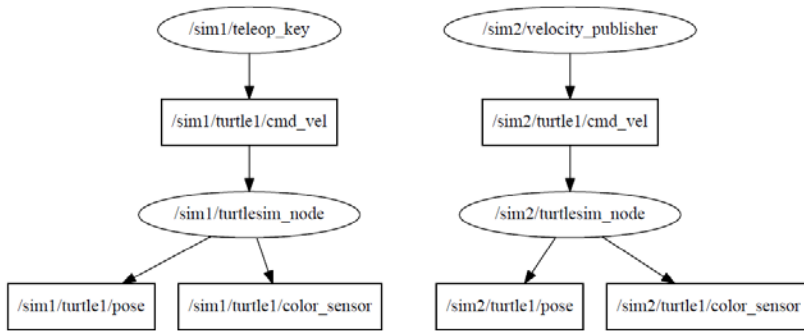 /sim1/teleop_key
/sim2/velocity_publisher
/sim1/turtle1/cmd_vel
/sim2/turtle1/cmd_vel
/sim1/turtlesim_node
/sim2/turtlesim_node
/sim1/turtle1/pose
/sim1/turtle1/color_sensor
/sim2/turtle1/pose
/sim2/turtle1/color_sensor